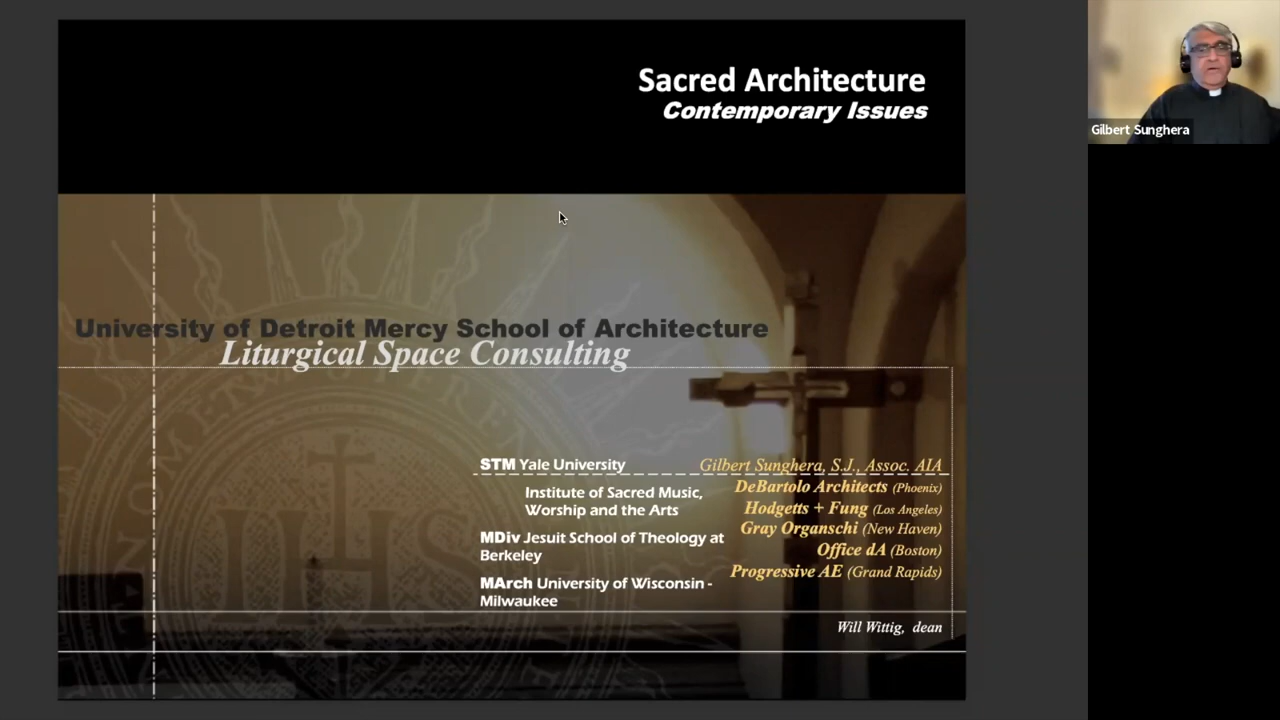 Sacred Architecture
Contemporary Issues
Gilbert Sunghera
University of Detroit Mercy School of Architecture
Liturgical Space Consulting
STM Yale University
Institute of Sacred Music,
Worship and the Arts
MDiv Jesuit School of Theology at
Berkeley
MArch University of Wisconsin -
Milwaukee
Gilbert Sunghera, S.J., Assoc. AIA
DeBartolo Architects (Phoenix)
Hodgetts + Fung (Los Angeles)
Gray Organschi (New Haven)
Office dA (Boston)
Progressive AE (Grand Rapids)
Will Wittig, dean
IHS